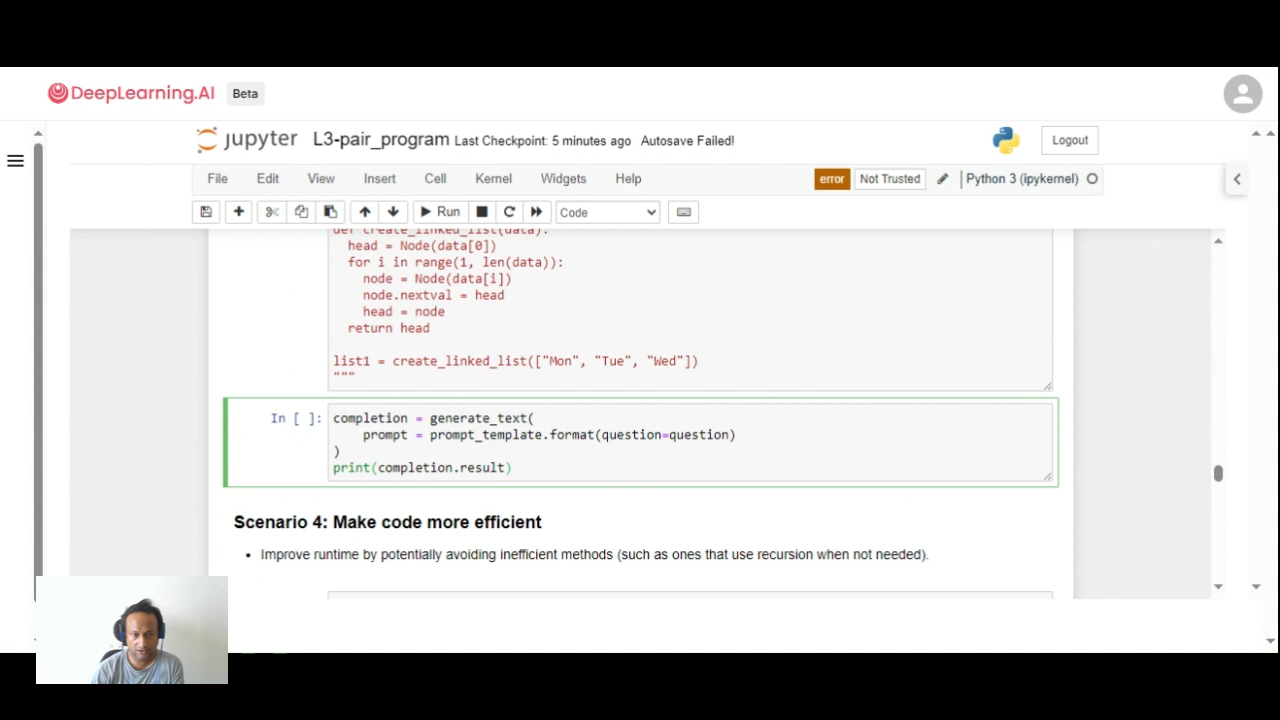 DeepLearning.AI Beta
jupyter L3-pair_program Last Checkpoint: 5 minutes ago Autosave Failed! Logout
File Edit View Insert Cell Kernel Widgets Help error Not Trusted Python 3 (ipykernel)
Run Code
def create_linked_list(data):
head = Node(data[0])
for i in range(1, len(data)):
node = Node(data[i])
node.nextval = head
head = node
return head
list1 = create_linked_list(["Mon", "Tue", "Wed"])
"""
In [ ]: completion = generate_text(
prompt = prompt_template.format(question=question)
)
print(completion.result)
Scenario 4: Make code more efficient
• Improve runtime by potentially avoiding inefficient methods (such as ones that use recursion when not needed).